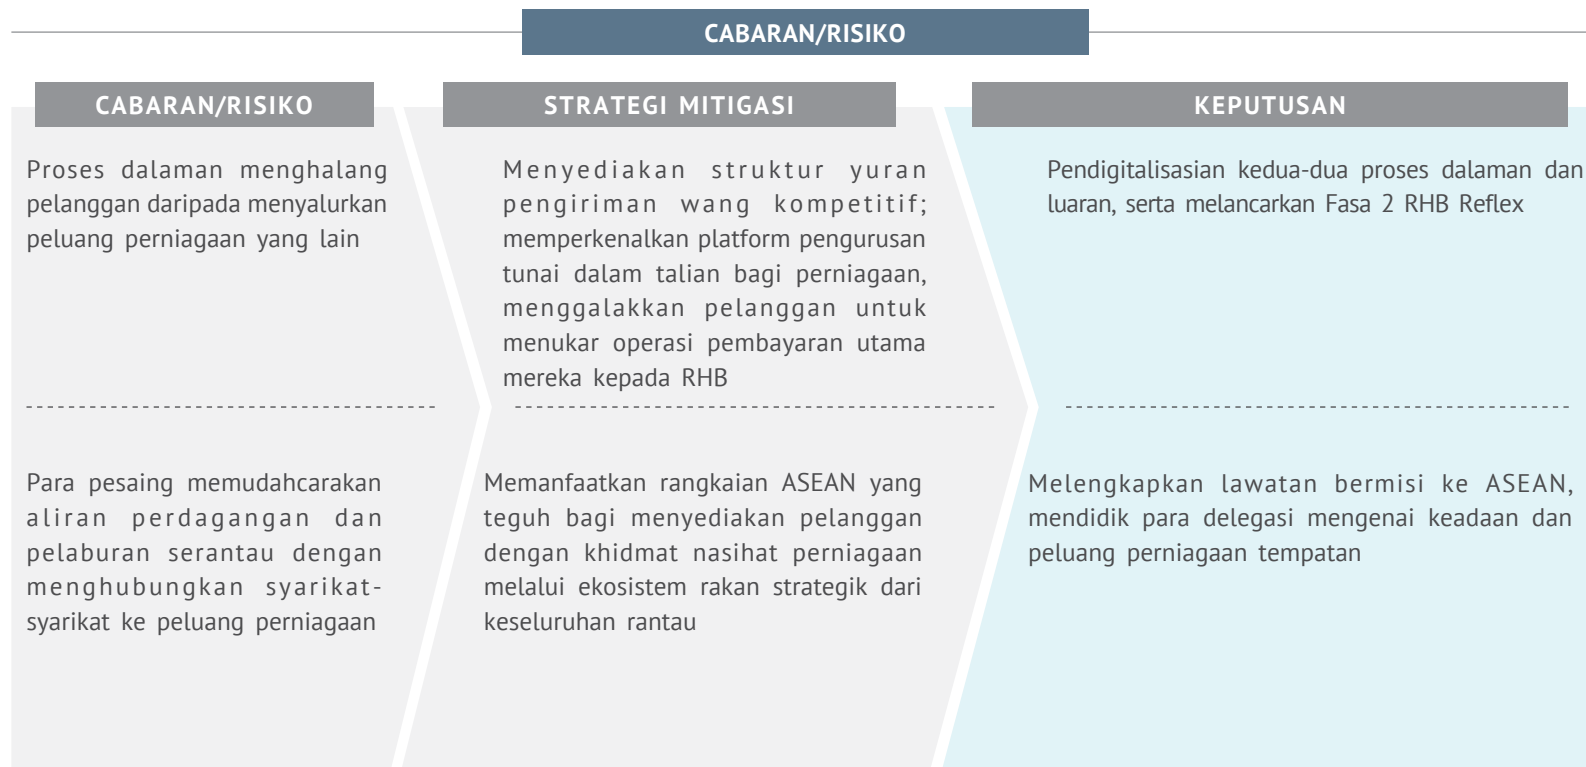 CABARAN/RISIKO
CABARAN/RISIKO
STRATEGI MITIGASI
KEPUTUSAN
Proses dalaman menghalang
pelanggan daripada menyalurkan
peluang perniagaan yang lain
Menyediakan struktur yuran
pengiriman wang kompetitif;
memperkenalkan platform pengurusan
tunai dalam talian bagi perniagaan,
menggalakkan pelanggan untuk
menukar operasi pembayaran utama
mereka kepada RHB
Pendigitalisasian kedua-dua proses dalaman dan
luaran, serta melancarkan Fasa 2 RHB Reflex
Para pesaing memudahcarakan
aliran perdagangan dan
pelaburan serantau dengan
menghubungkan syarikat-
syarikat ke peluang perniagaan
Memanfaatkan rangkaian ASEAN yang
teguh bagi menyediakan pelanggan
dengan khidmat nasihat perniagaan
melalui ekosistem rakan strategik dari
keseluruhan rantau
Melengkapkan lawatan bermisi ke ASEAN,
mendidik para delegasi mengenai keadaan dan
peluang perniagaan tempatan